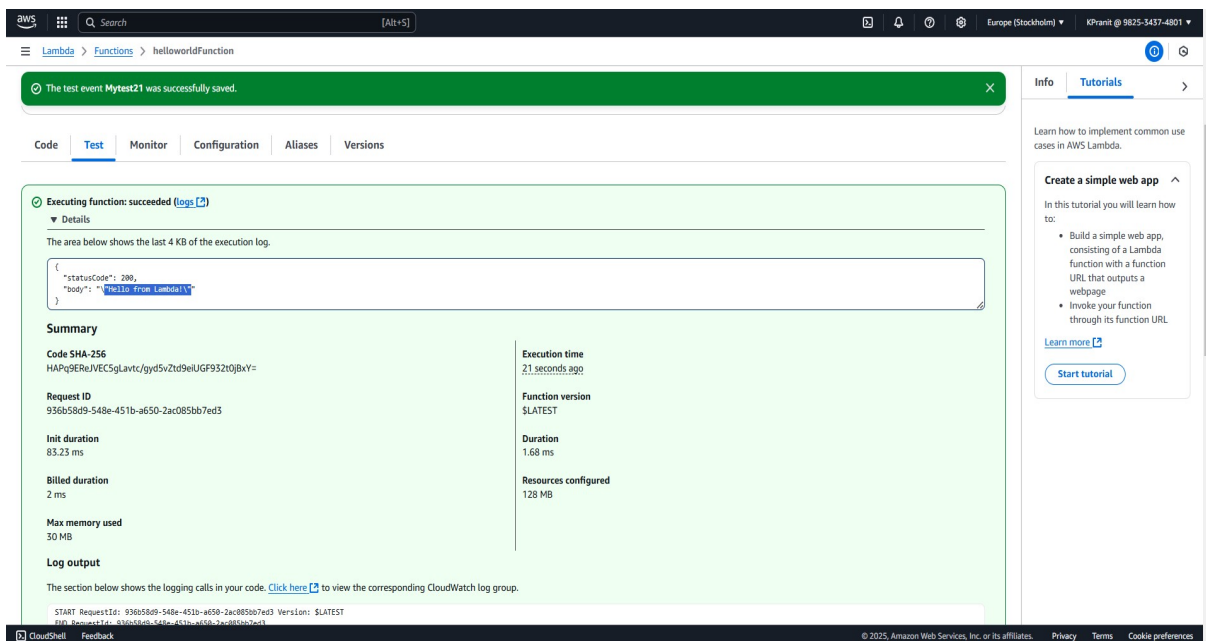 aws
Search [Alt+S]
Europe (Stockholm) ▼ KPranit @ 9825-3437-4801 ▼
Lambda > Functions > helloworldFunction
The test event Mytest21 was successfully saved.
Code Test Monitor Configuration Aliases Versions
Executing function: succeeded (logs)
▼ Details
The area below shows the last 4 KB of the execution log.
{
"statusCode": 200,
"body": "\"Hello from Lambda!\""
}
Summary
Code SHA-256
HAPq9EReJVEC5gLavtc/gyd5vZtd9eiUGF932t0jBxY=
Execution time
21 seconds ago
Request ID
936b58d9-548e-451b-a650-2ac085bb7ed3
Function version
$LATEST
Init duration
83.23 ms
Duration
1.68 ms
Billed duration
2 ms
Resources configured
128 MB
Max memory used
30 MB
Log output
The section below shows the logging calls in your code. Click here to view the corresponding CloudWatch log group.
START RequestId: 936b58d9-548e-451b-a650-2ac085bb7ed3 Version: $LATEST
END RequestId: 936b58d9-548e-451b-a650-2ac085bb7ed3
Info Tutorials
Learn how to implement common use
cases in AWS Lambda.
Create a simple web app
In this tutorial you will learn how
to:
• Build a simple web app,
consisting of a Lambda
function with a function
URL that outputs a
webpage
• Invoke your function
through its function URL
Learn more
Start tutorial
CloudShell Feedback
© 2025, Amazon Web Services, Inc. or its affiliates. Privacy Terms Cookie preferences